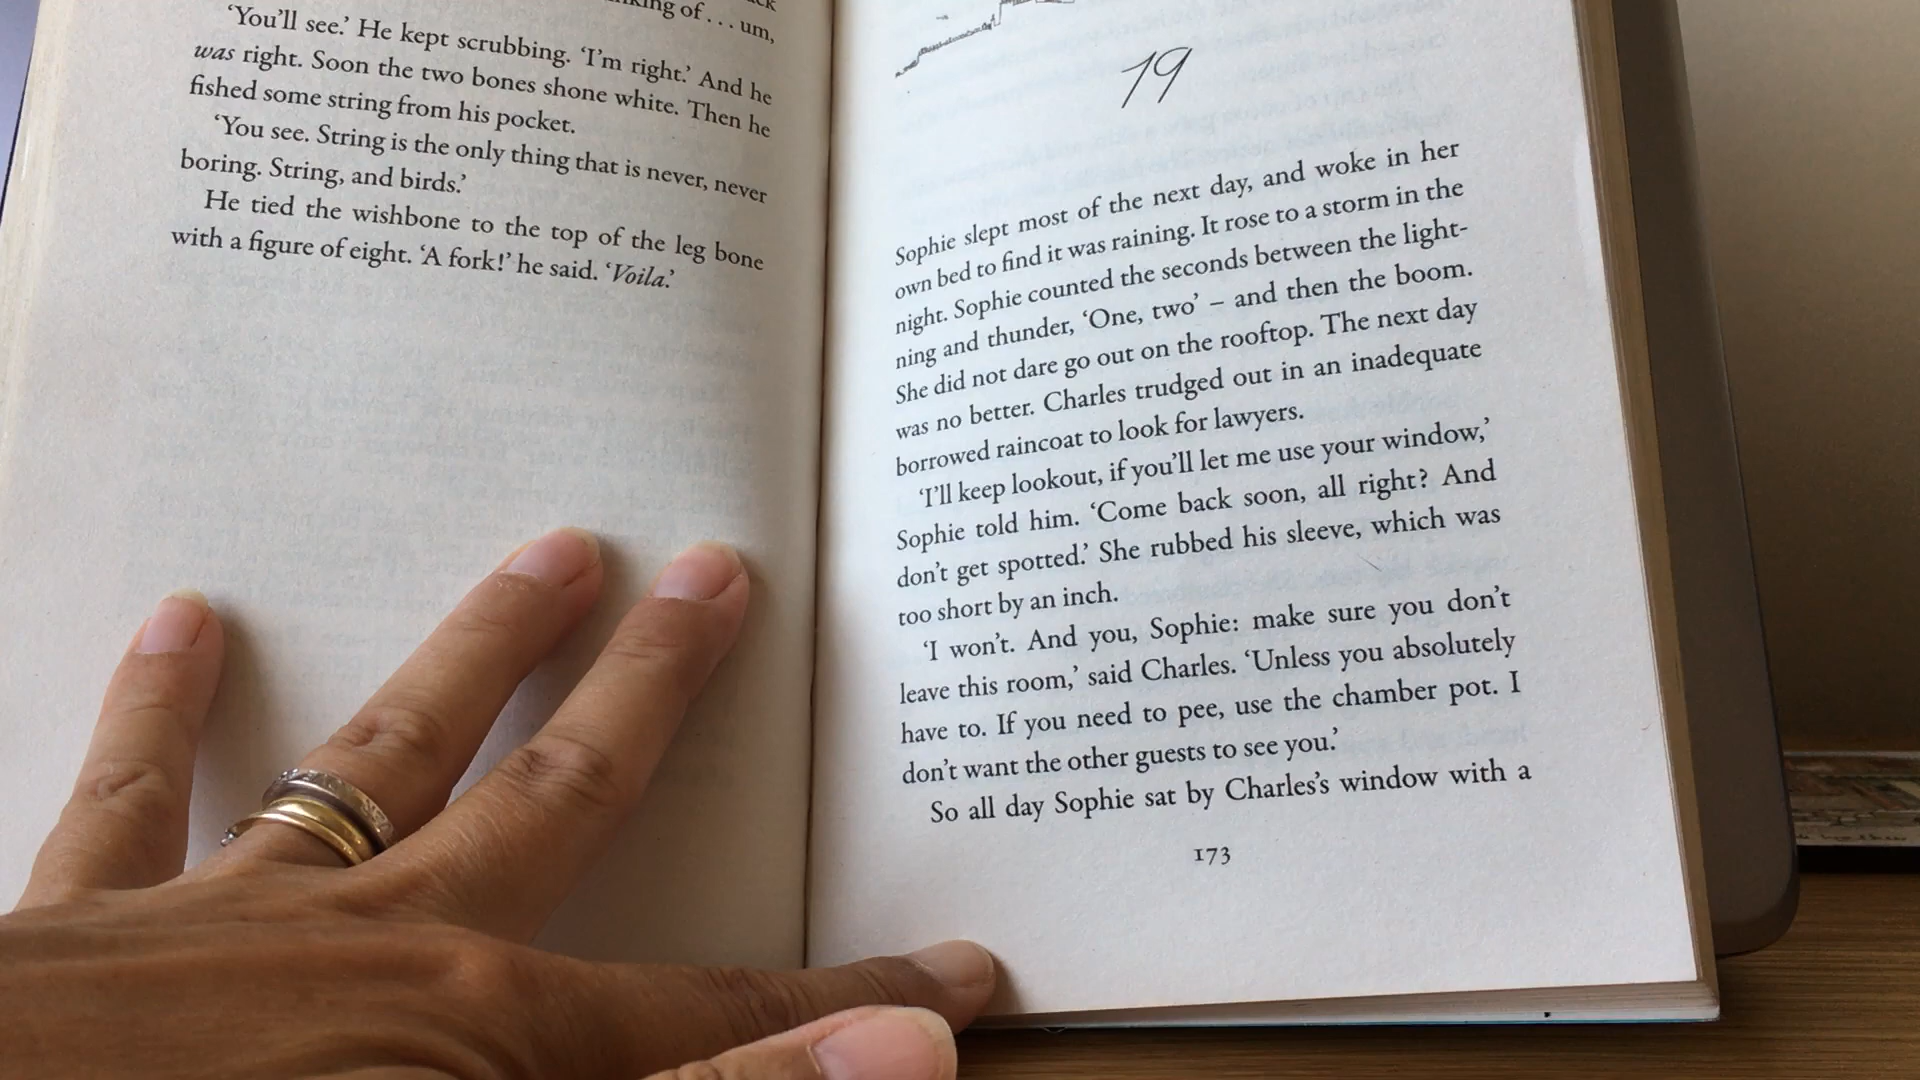 of . . . um,
‘You’ll see.’ He kept scrubbing. ‘I’m right.’ And he
was right. Soon the two bones shone white. Then he
fished some string from his pocket.
‘You see. String is the only thing that is never, never
boring. String, and birds.’
He tied the wishbone to the top of the leg bone
with a figure of eight. ‘A fork!’ he said. ‘Voila.’
19
Sophie slept most of the next day, and woke in her
own bed to find it was raining. It rose to a storm in the
night. Sophie counted the seconds between the light-
ning and thunder, ‘One, two’ – and then the boom.
She did not dare go out on the rooftop. The next day
was no better. Charles trudged out in an inadequate
borrowed raincoat to look for lawyers.
‘I’ll keep lookout, if you’ll let me use your window,’
Sophie told him. ‘Come back soon, all right? And
don’t get spotted.’ She rubbed his sleeve, which was
too short by an inch.
‘I won’t. And you, Sophie: make sure you don’t
leave this room,’ said Charles. ‘Unless you absolutely
have to. If you need to pee, use the chamber pot. I
don’t want the other guests to see you.’
So all day Sophie sat by Charles’s window with a
173